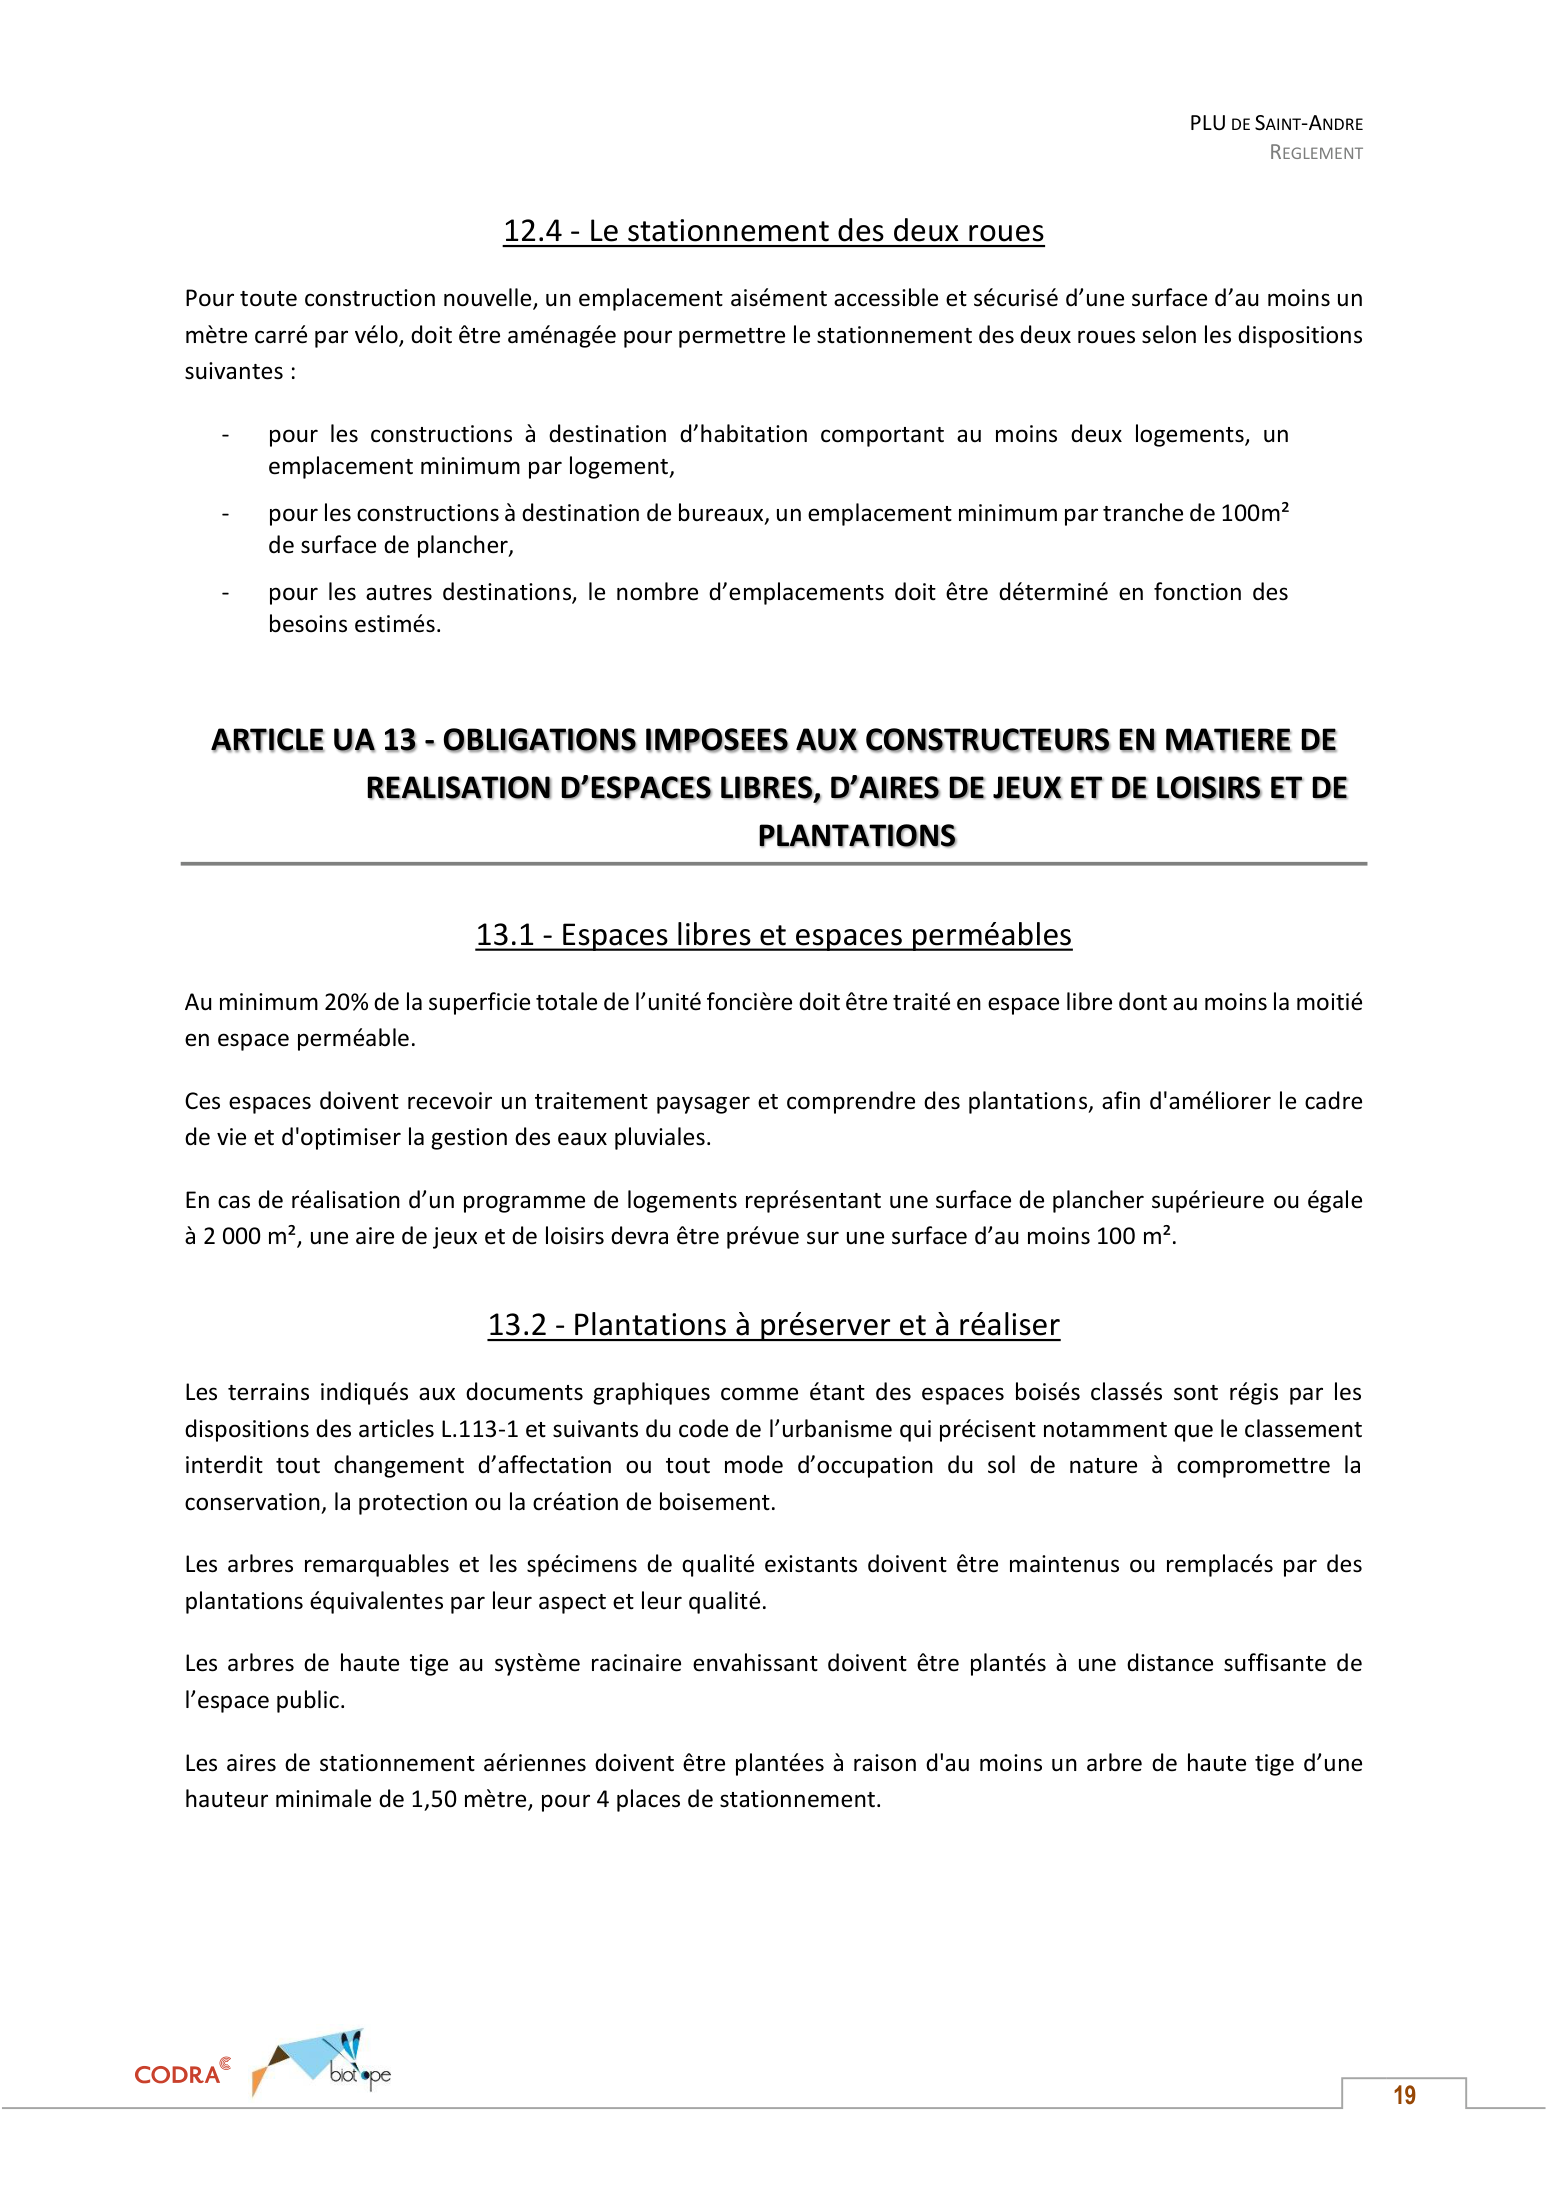 PLU DE SAINT-ANDRE
REGLEMENT
12.4 - Le stationnement des deux roues
Pour toute construction nouvelle, un emplacement aisément accessible et sécurisé d’une surface d’au moins un
mètre carré par vélo, doit être aménagée pour permettre le stationnement des deux roues selon les dispositions
suivantes :
- pour les constructions à destination d’habitation comportant au moins deux logements, un
emplacement minimum par logement,
- pour les constructions à destination de bureaux, un emplacement minimum par tranche de 100m²
de surface de plancher,
- pour les autres destinations, le nombre d’emplacements doit être déterminé en fonction des
besoins estimés.
ARTICLE UA 13 - OBLIGATIONS IMPOSEES AUX CONSTRUCTEURS EN MATIERE DE
REALISATION D’ESPACES LIBRES, D’AIRES DE JEUX ET DE LOISIRS ET DE
PLANTATIONS
13.1 - Espaces libres et espaces perméables
Au minimum 20% de la superficie totale de l’unité foncière doit être traité en espace libre dont au moins la moitié
en espace perméable.
Ces espaces doivent recevoir un traitement paysager et comprendre des plantations, afin d'améliorer le cadre
de vie et d'optimiser la gestion des eaux pluviales.
En cas de réalisation d’un programme de logements représentant une surface de plancher supérieure ou égale
à 2 000 m², une aire de jeux et de loisirs devra être prévue sur une surface d’au moins 100 m².
13.2 - Plantations à préserver et à réaliser
Les terrains indiqués aux documents graphiques comme étant des espaces boisés classés sont régis par les
dispositions des articles L.113-1 et suivants du code de l’urbanisme qui précisent notamment que le classement
interdit tout changement d’affectation ou tout mode d’occupation du sol de nature à compromettre la
conservation, la protection ou la création de boisement.
Les arbres remarquables et les spécimens de qualité existants doivent être maintenus ou remplacés par des
plantations équivalentes par leur aspect et leur qualité.
Les arbres de haute tige au système racinaire envahissant doivent être plantés à une distance suffisante de
l’espace public.
Les aires de stationnement aériennes doivent être plantées à raison d'au moins un arbre de haute tige d’une
hauteur minimale de 1,50 mètre, pour 4 places de stationnement.
CODRA
biotope
19